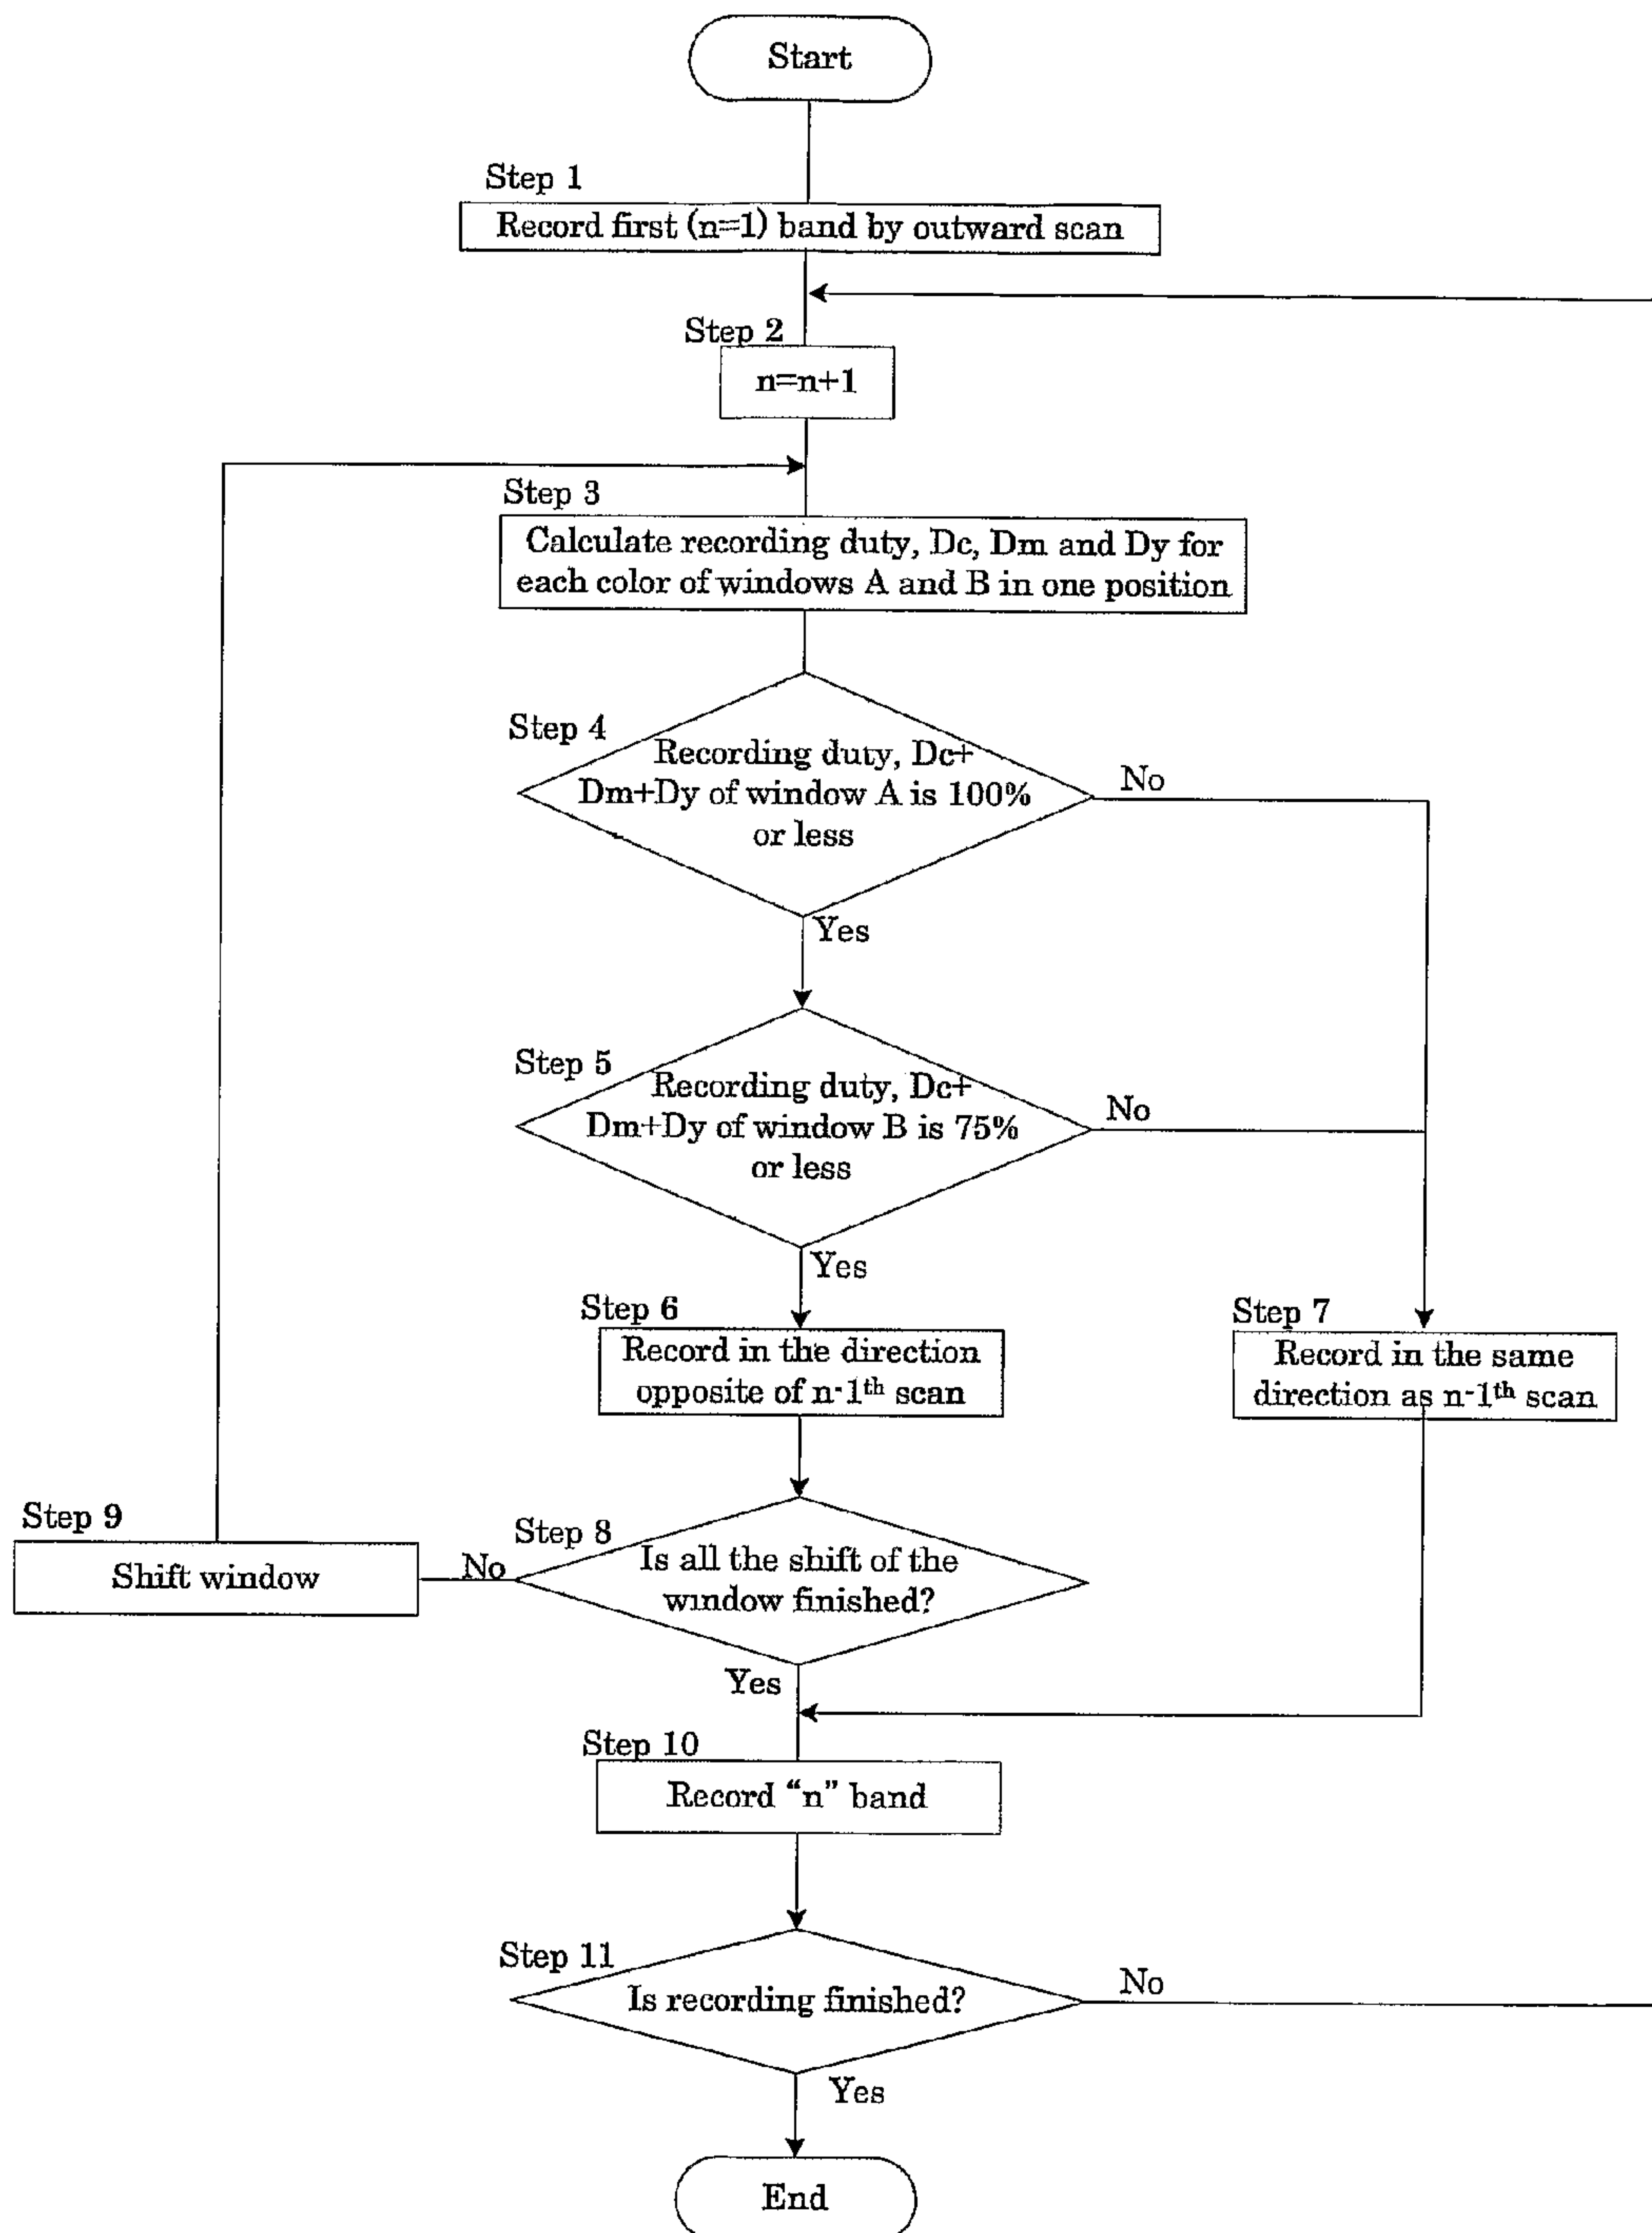 Start
Step 1
Record first (n=1) band by outward scan
Step 2
n=n+1
Step 3
Calculate recording duty, Dc, Dm and Dy for
each color of windows A and B in one position
Step 4
Recording duty, Dc+
Dm+Dy of window A is 100%
or less
No
Yes
Step 5
Recording duty, Dc+
Dm+Dy of window B is 75%
or less
No
Yes
Step 6
Record in the direction
opposite of n-1th scan
Step 7
Record in the same
direction as n-1th scan
Step 8
Is all the shift of the
window finished?
No
Step 9
Shift window
Yes
Step 10
Record “n” band
Step 11
Is recording finished?
No
Yes
End